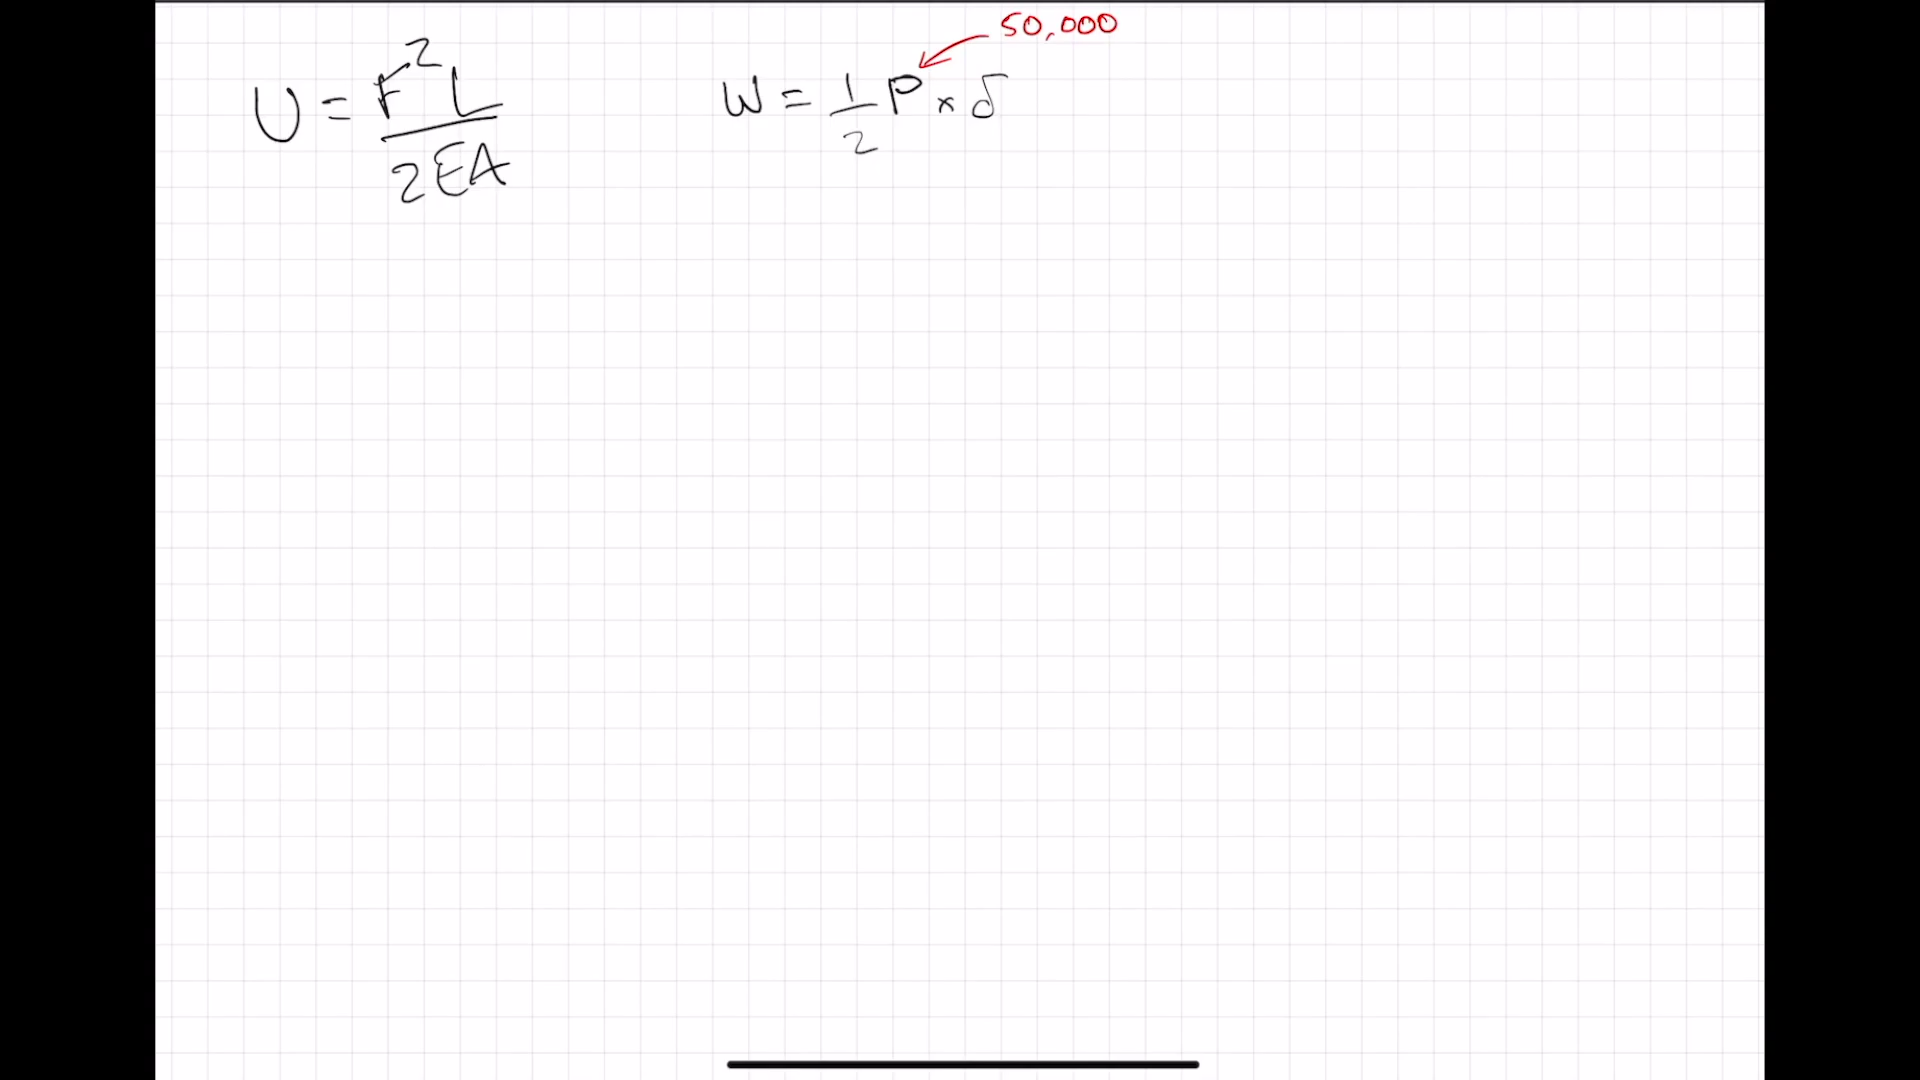 50,000
U = F²L / 2EA
W = 1/2 P × δ